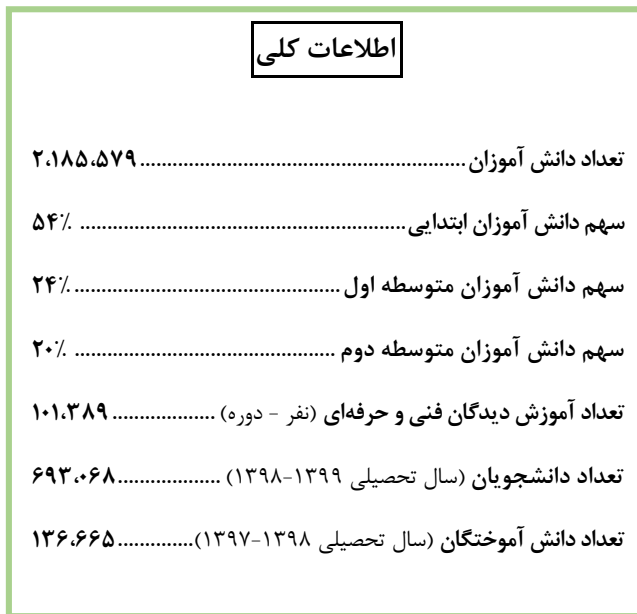 اطلاعات کلی
تعداد دانش آموزان ............................................................ ۲،۱۸۵،۵۷۹
سهم دانش آموزان ابتدایی ............................................................ ۵۴٪
سهم دانش آموزان متوسطه اول ................................................. ۲۴٪
سهم دانش آموزان متوسطه دوم ................................................ ۲۰٪
تعداد آموزش دیدگان فنی و حرفه‌ای (نفر - دوره) ................... ۱۰۱،۳۸۹
تعداد دانشجویان (سال تحصیلی ۱۳۹۹-۱۳۹۸) ................... ۶۹۳،۰۶۸
تعداد دانش آموختگان (سال تحصیلی ۱۳۹۸-۱۳۹۷) .............. ۱۳۶،۶۶۵